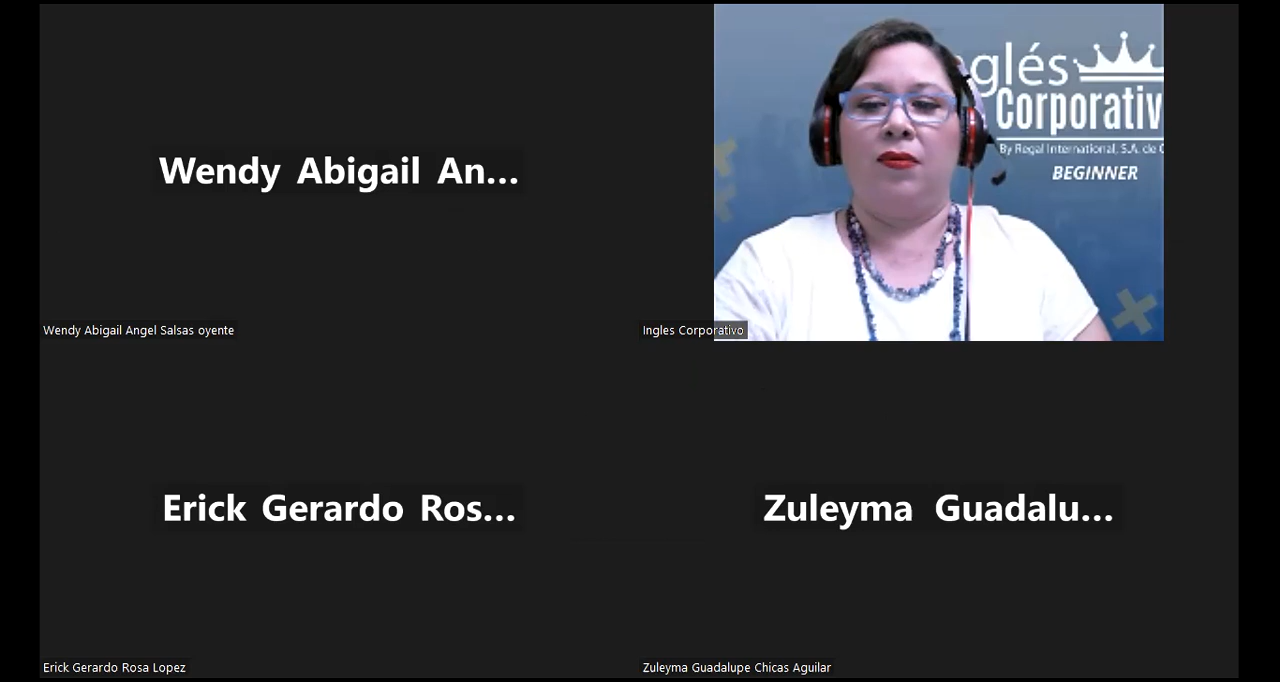 Wendy Abigail An...
Wendy Abigail Angel Salsas oyente
nglés
Corporativ
By Regal International, S.A. de C
BEGINNER
Ingles Corporativo
Erick Gerardo Ros...
Erick Gerardo Rosa Lopez
Zuleyma Guadalu...
Zuleyma Guadalupe Chicas Aguilar